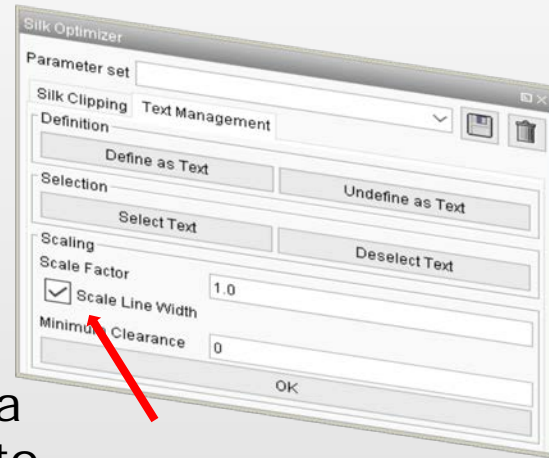 Silk Optimizer
Parameter set
Silk Clipping Text Management
Definition
Define as Text Undefine as Text
Selection
Select Text Deselect Text
Scaling
Scale Factor 1.0
Scale Line Width
Minimum Clearance 0
OK
a
to